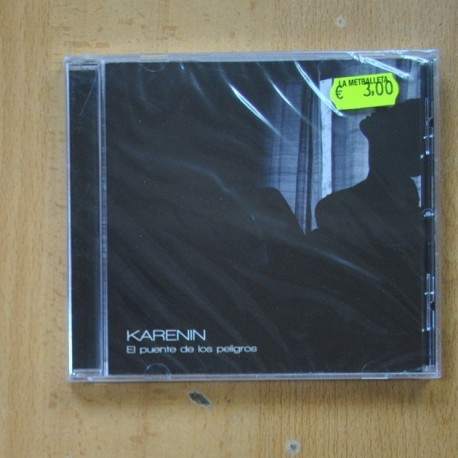 LA METRALLETA
€ 3,00
KARENIN
El puente de los peligros